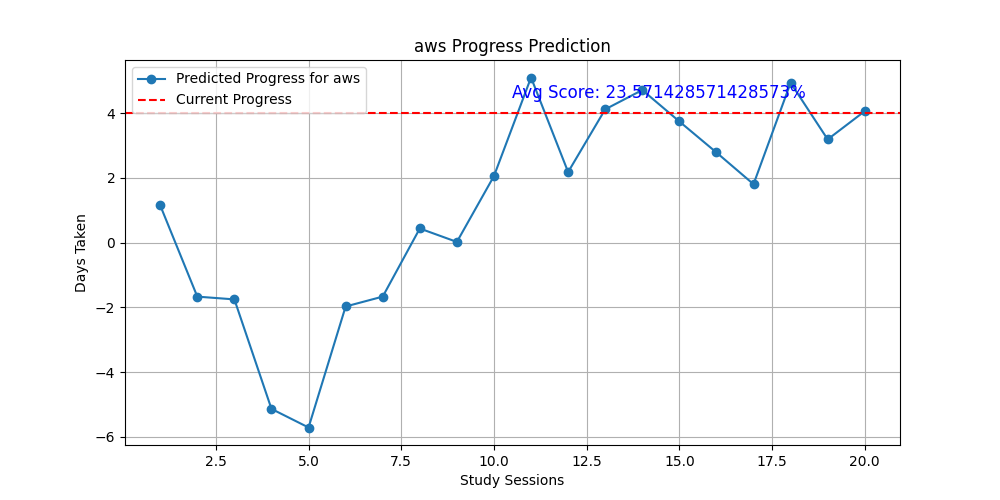 aws Progress Prediction
Predicted Progress for aws
Current Progress
Avg Score: 23.571428571428573%
4
2
0
−2
−4
−6
Days Taken
2.5 5.0 7.5 10.0 12.5 15.0 17.5 20.0
Study Sessions